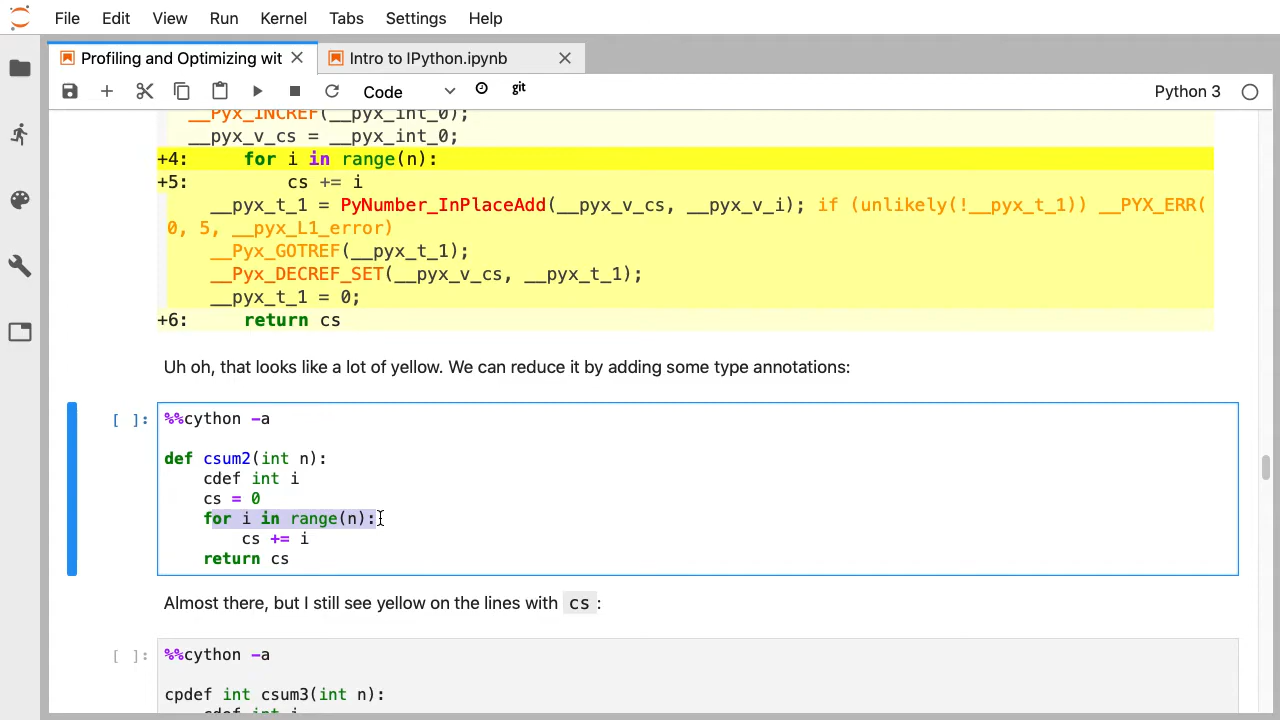 File Edit View Run Kernel Tabs Settings Help
Profiling and Optimizing wit
Intro to IPython.ipynb
Code
git
Python 3
__Pyx_INCREF(__pyx_int_0);
__pyx_v_cs = __pyx_int_0;
+4: for i in range(n):
+5: cs += i
__pyx_t_1 = PyNumber_InPlaceAdd(__pyx_v_cs, __pyx_v_i); if (unlikely(!__pyx_t_1)) __PYX_ERR(
0, 5, __pyx_L1_error)
__Pyx_GOTREF(__pyx_t_1);
__Pyx_DECREF_SET(__pyx_v_cs, __pyx_t_1);
__pyx_t_1 = 0;
+6: return cs
Uh oh, that looks like a lot of yellow. We can reduce it by adding some type annotations:
[ ]:
%%cython -a
def csum2(int n):
cdef int i
cs = 0
for i in range(n):
cs += i
return cs
Almost there, but I still see yellow on the lines with cs :
[ ]:
%%cython -a
cpdef int csum3(int n):
cdef int i